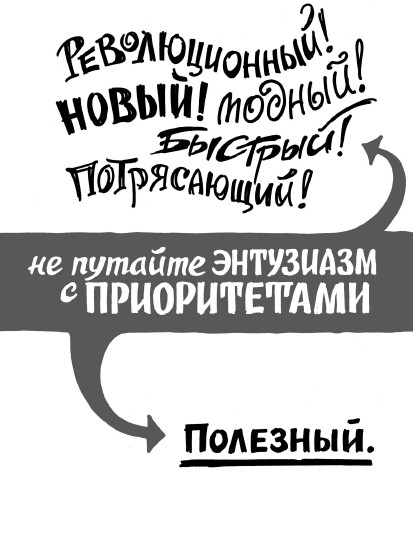 Революционный!
НОВЫЙ! модный!
Быстрый!
Потрясающий!
не путайте ЭНТУЗИАЗМ
с ПРИОРИТЕТАМИ
Полезный.